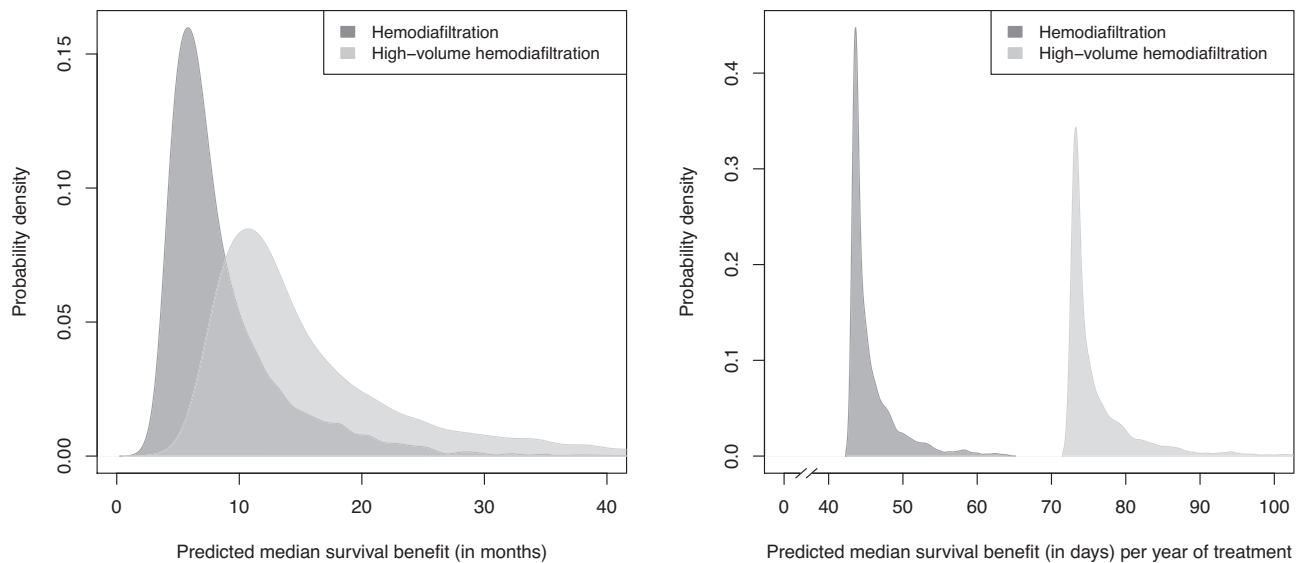 Hemodiafiltration
High−volume hemodiafiltration
Probability density
0.15
0.10
0.05
0.00
0 10 20 30 40
Predicted median survival benefit (in months)
Hemodiafiltration
High−volume hemodiafiltration
Probability density
0.4
0.3
0.2
0.1
0.0
0 40 50 60 70 80 90 100
Predicted median survival benefit (in days) per year of treatment